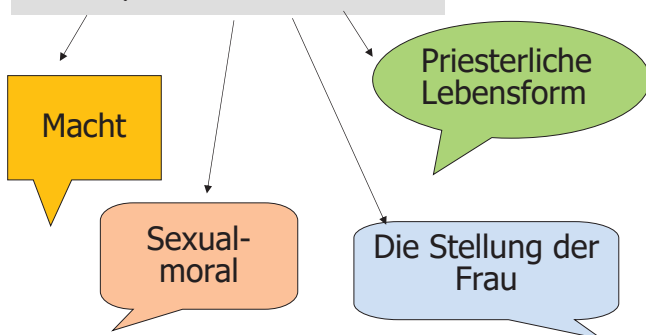 Priesterliche
Lebensform
Macht
Sexual-
moral
Die Stellung der
Frau